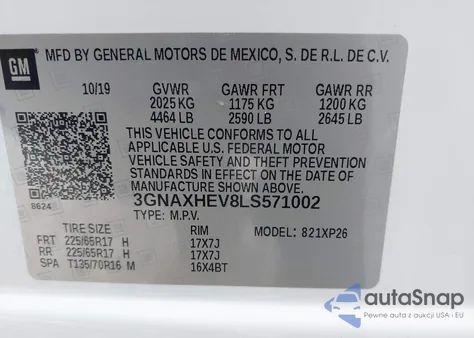 GM
MFD BY GENERAL MOTORS DE MEXICO, S. DE R.L. DE C.V.
10/19 GVWR GAWR FRT GAWR RR
2025 KG 1175 KG 1200 KG
4464 LB 2590 LB 2645 LB
THIS VEHICLE CONFORMS TO ALL
APPLICABLE U.S. FEDERAL MOTOR
VEHICLE SAFETY AND THEFT PREVENTION
STANDARDS IN EFFECT ON THE DATE OF
MANUFACTURE SHOWN ABOVE.
8624 3GNAXHEV8LS571002
TYPE: M.P.V. MODEL: 821XP26
TIRE SIZE RIM
FRT 225/65R17 H 17X7J
RR 225/65R17 H 17X7J
SPA T135/70R16 M 16X4BT
autoSnap
Pewne auta z aukcji USA i EU